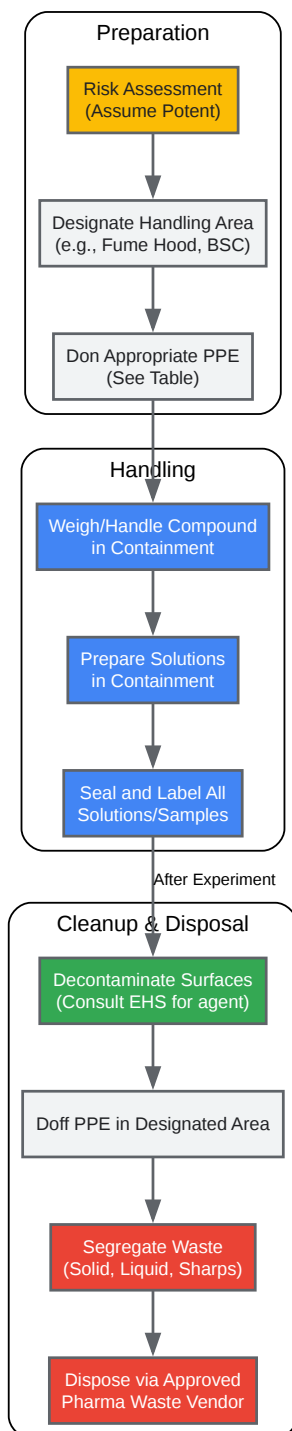 Preparation
Risk Assessment
(Assume Potent)
Designate Handling Area
(e.g., Fume Hood, BSC)
Don Appropriate PPE
(See Table)
Handling
Weigh/Handle Compound
in Containment
Prepare Solutions
in Containment
Seal and Label All
Solutions/Samples
After Experiment
Cleanup & Disposal
Decontaminate Surfaces
(Consult EHS for agent)
Doff PPE in Designated Area
Segregate Waste
(Solid, Liquid, Sharps)
Dispose via Approved
Pharma Waste Vendor